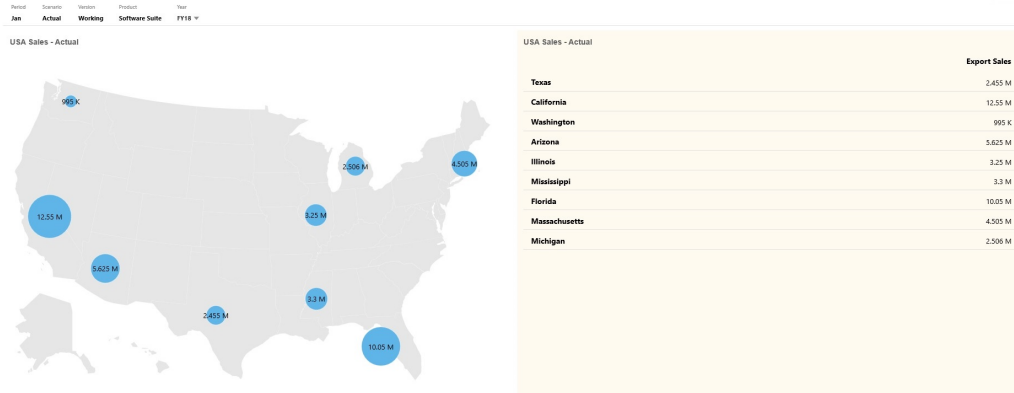 Period Scenario Version Product Year
Jan Actual Working Software Suite FY18
USA Sales - Actual
995 K
2.506 M
4.505 M
12.55 M
3.25 M
5.625 M
3.3 M
2.455 M
10.05 M
USA Sales - Actual
Export Sales
Texas 2.455 M
California 12.55 M
Washington 995 K
Arizona 5.625 M
Illinois 3.25 M
Mississippi 3.3 M
Florida 10.05 M
Massachusetts 4.505 M
Michigan 2.506 M